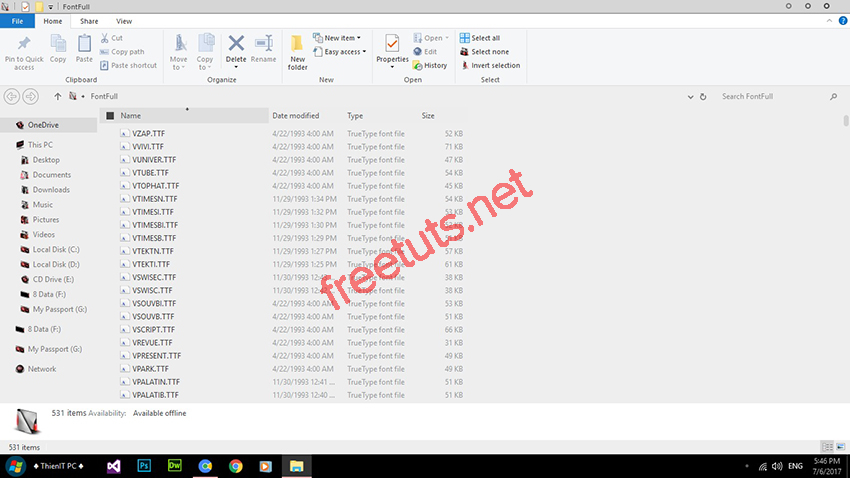 FontFull
File Home Share View
Pin to Quick access
Copy
Paste
Cut
Copy path
Paste shortcut
Clipboard
Move to
Copy to
Delete
Rename
Organize
New folder
New item
Easy access
New
Properties
Open
Edit
History
Open
Select all
Select none
Invert selection
Select
FontFull
Search FontFull
Name Date modified Type Size
OneDrive
This PC
Desktop
Documents
Downloads
Music
Pictures
Videos
Local Disk (C:)
Local Disk (D:)
CD Drive (E:)
8 Data (F:)
My Passport (G:)
8 Data (F:)
My Passport (G:)
Network
VZAP.TTF 4/22/1993 4:00 AM TrueType font file 52 KB
VVIVI.TTF 4/22/1993 4:00 AM TrueType font file 71 KB
VUNIVER.TTF 4/22/1993 4:00 AM TrueType font file 47 KB
VTUBE.TTF 4/22/1993 4:00 AM TrueType font file 54 KB
VTOPHAT.TTF 4/22/1993 4:00 AM TrueType font file 45 KB
VTIMESN.TTF 11/29/1993 1:34 PM TrueType font file 54 KB
VTIMESI.TTF 11/29/1993 1:32 PM TrueType font file 53 KB
VTIMESBI.TTF 11/29/1993 1:30 PM TrueType font file 52 KB
VTIMESB.TTF 11/29/1993 1:29 PM TrueType font file KB
VTEKTN.TTF 11/29/1993 1:27 PM TrueType font file 57 KB
VTEKTI.TTF 11/29/1993 1:25 PM TrueType font file 61 KB
VSWISEC.TTF 11/30/1993 TrueType font file 38 KB
VSWISC.TTF 11/30/1993 TrueType font file 38 KB
VSOUVBI.TTF 4/22/1993 4:00 AM TrueType font file 53 KB
VSOUVB.TTF 4/22/1993 4:00 AM TrueType font file 51 KB
VSCRIPT.TTF 4/22/1993 4:00 AM TrueType font file 66 KB
VREVUE.TTF 4/22/1993 4:00 AM TrueType font file 31 KB
VPRESENT.TTF 4/22/1993 4:00 AM TrueType font file 49 KB
VPARK.TTF 4/22/1993 4:00 AM TrueType font file 49 KB
VPALATIN.TTF 11/30/1993 12:41 ... TrueType font file 51 KB
VPALATIB.TTF 11/30/1993 12:40 ... TrueType font file 51 KB
freetuts.net
531 items Availability: Available offline
531 items
♦ ThienIT PC ♦
Ps
Dw
ENG
5:46 PM
7/6/2017